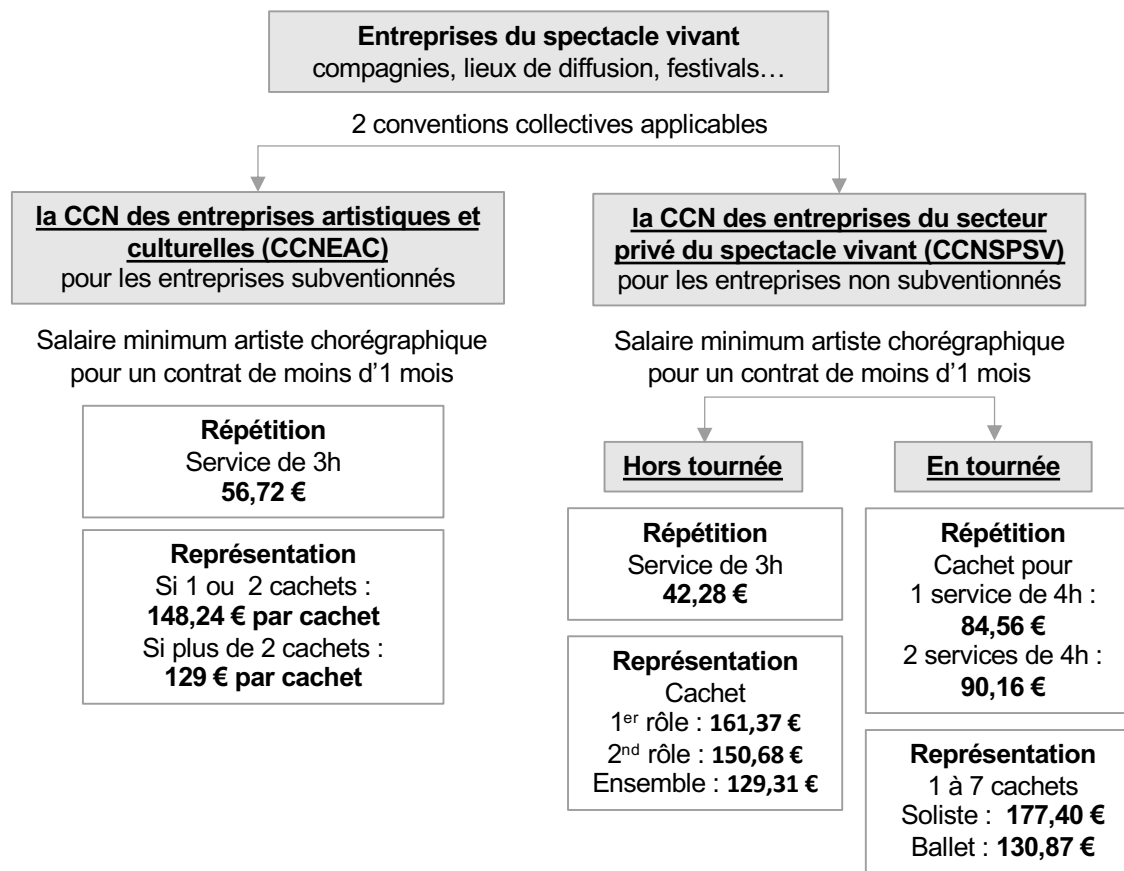 Entreprises du spectacle vivant
compagnies, lieux de diffusion, festivals…
2 conventions collectives applicables
la CCN des entreprises artistiques et
culturelles (CCNEAC)
pour les entreprises subventionnés
Salaire minimum artiste chorégraphique
pour un contrat de moins d’1 mois
Répétition
Service de 3h
56,72 €
Représentation
Si 1 ou 2 cachets :
148,24 € par cachet
Si plus de 2 cachets :
129 € par cachet
la CCN des entreprises du secteur
privé du spectacle vivant (CCNSPSV)
pour les entreprises non subventionnés
Salaire minimum artiste chorégraphique
pour un contrat de moins d’1 mois
Hors tournée
Répétition
Service de 3h
42,28 €
Représentation
Cachet
1er rôle : 161,37 €
2nd rôle : 150,68 €
Ensemble : 129,31 €
En tournée
Répétition
Cachet pour
1 service de 4h :
84,56 €
2 services de 4h :
90,16 €
Représentation
1 à 7 cachets
Soliste : 177,40 €
Ballet : 130,87 €